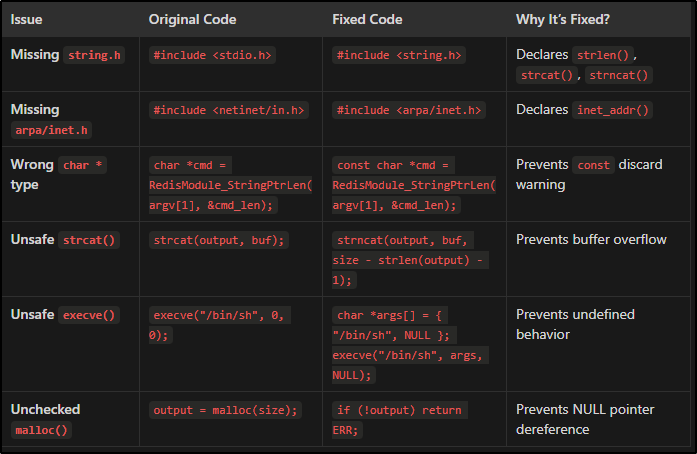 Issue Original Code Fixed Code Why It's Fixed?
Missing string.h #include <stdio.h> #include <string.h> Declares strlen(),
strcat(), strncat()
Missing #include <netinet/in.h> #include <arpa/inet.h> Declares inet_addr()
arpa/inet.h
Wrong char * char *cmd = const char *cmd = Prevents const discard
type RedisModule_StringPtrLen( RedisModule_StringPtrLen( warning
argv[1], &cmd_len); argv[1], &cmd_len);
Unsafe strcat() strcat(output, buf); strncat(output, buf, Prevents buffer overflow
size - strlen(output) -
1);
Unsafe execve() execve("/bin/sh", 0, char *args[] = { Prevents undefined
0); "/bin/sh", NULL }; behavior
execve("/bin/sh", args,
NULL);
Unchecked output = malloc(size); if (!output) return Prevents NULL pointer
malloc() ERR; dereference